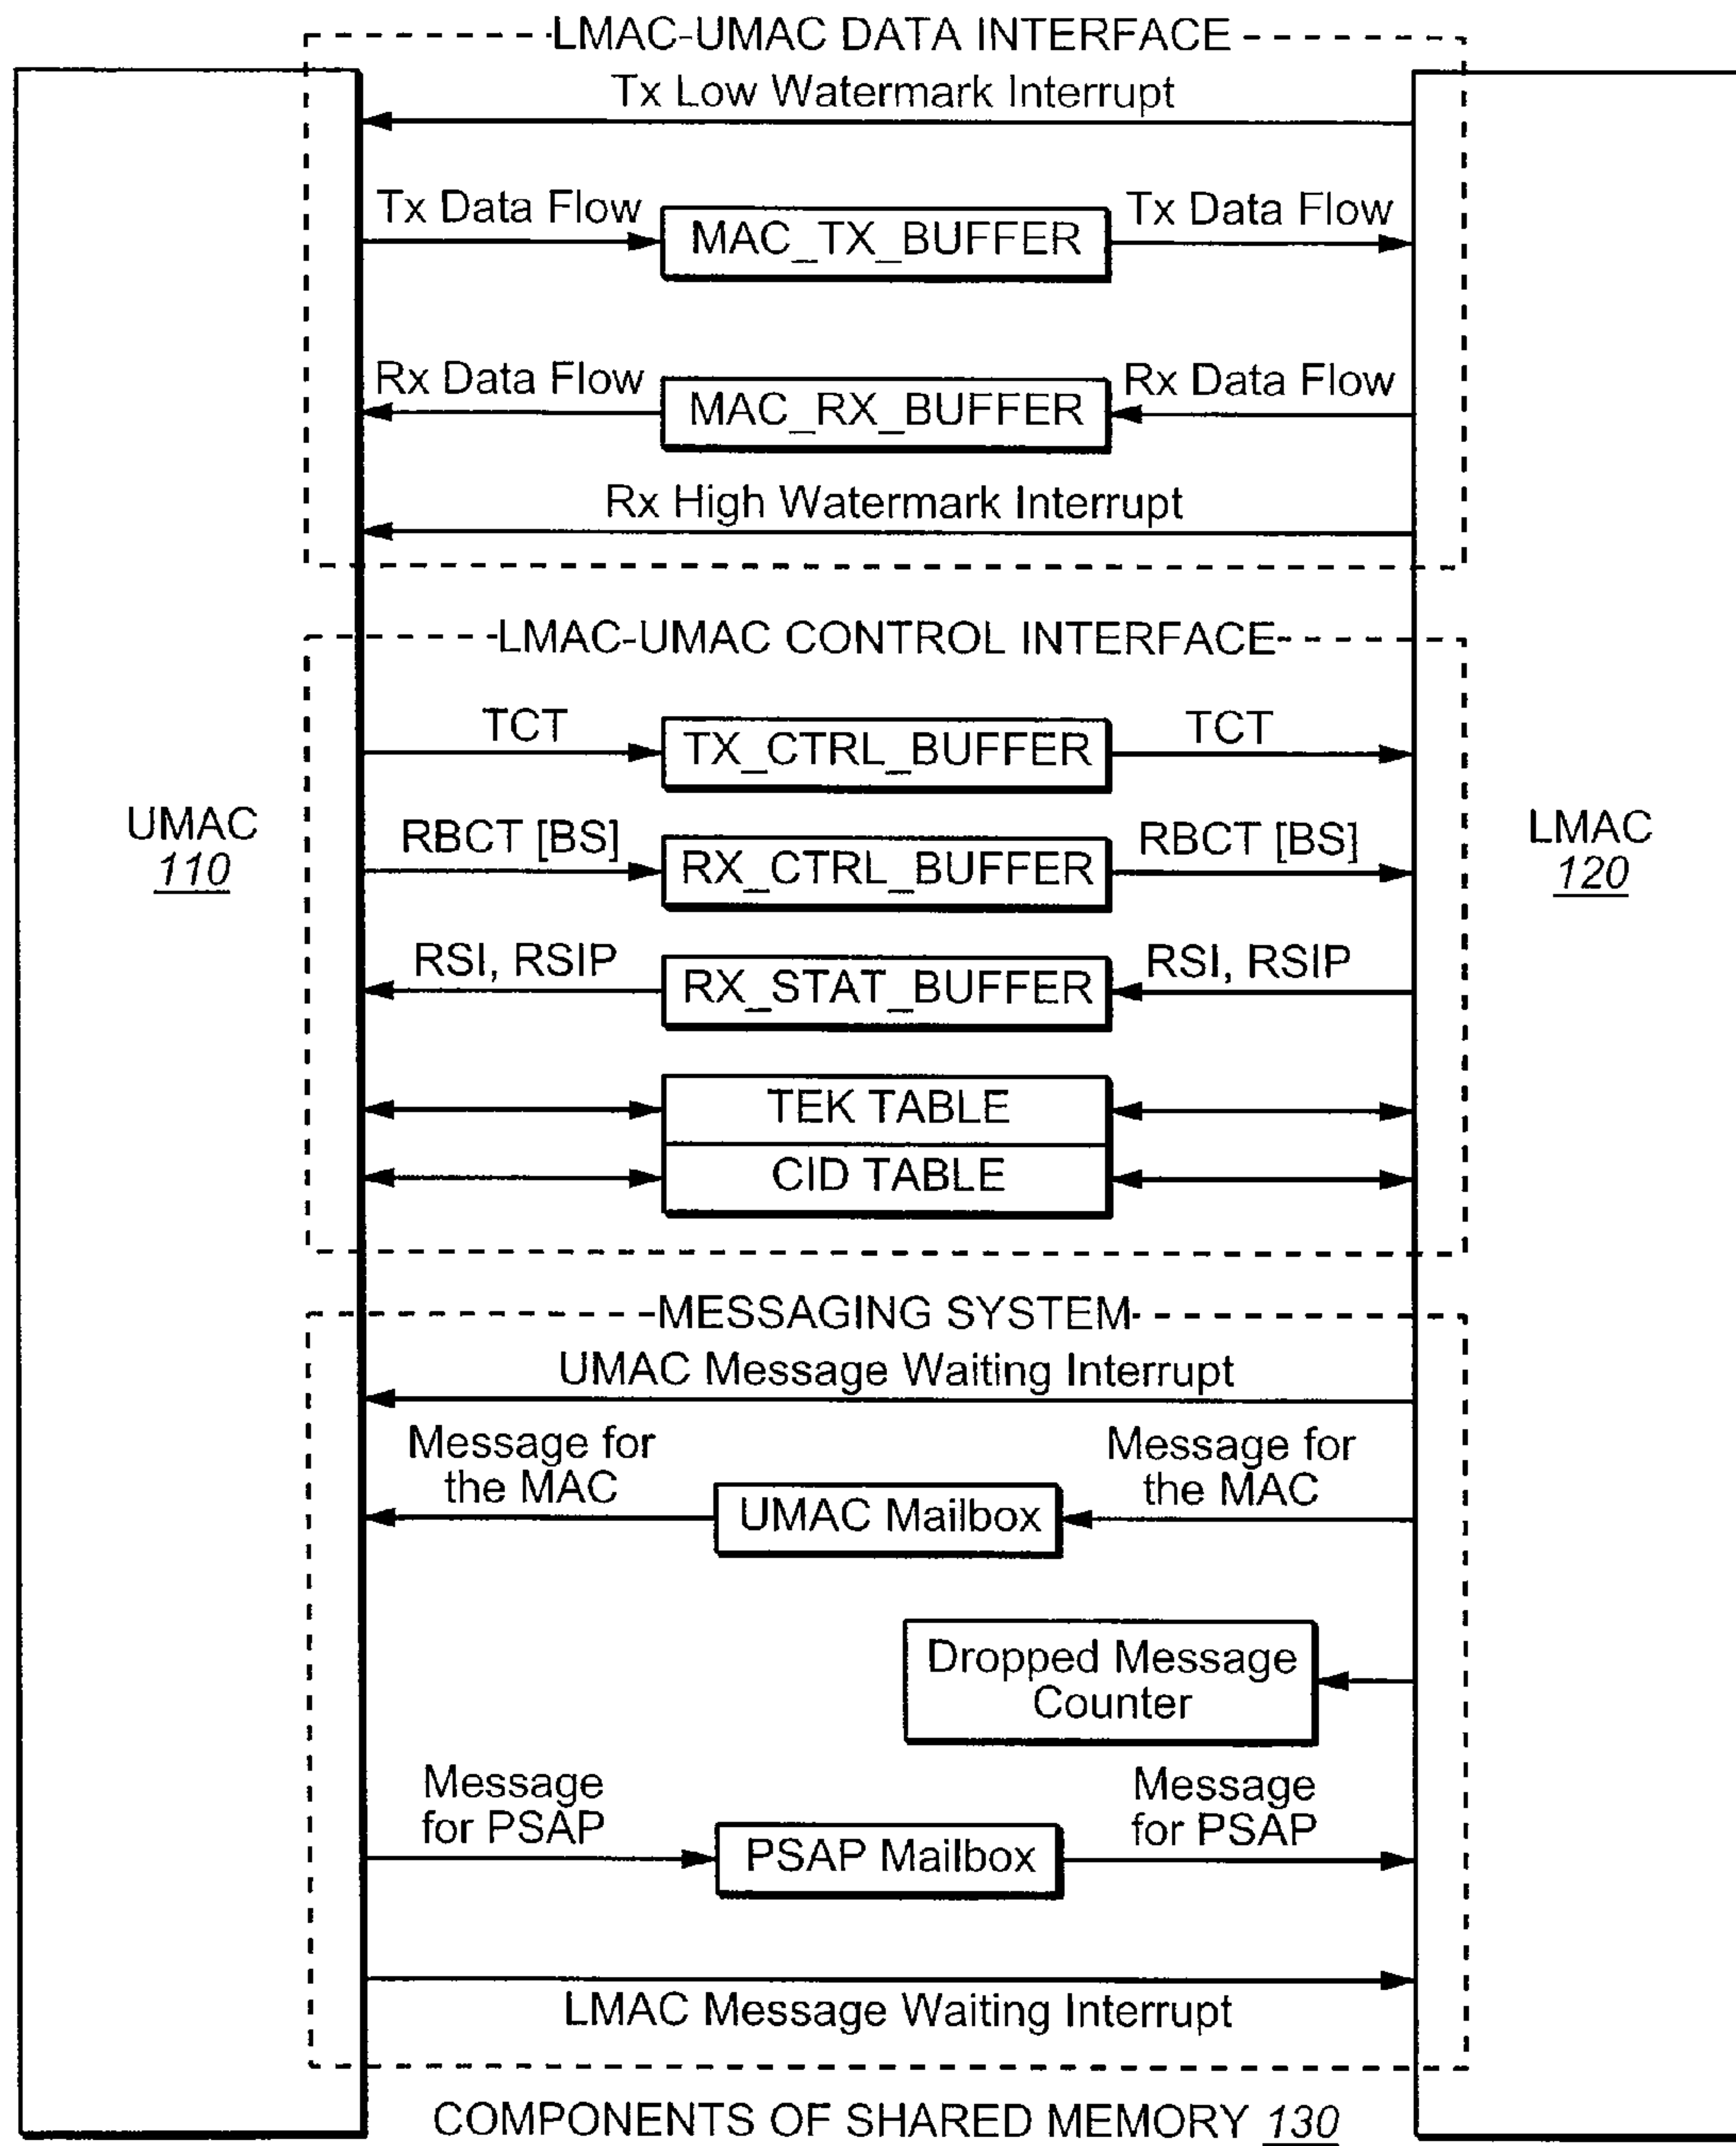 LMAC-UMAC DATA INTERFACE
Tx Low Watermark Interrupt
Tx Data Flow
MAC_TX_BUFFER
Tx Data Flow
Rx Data Flow
MAC_RX_BUFFER
Rx Data Flow
Rx High Watermark Interrupt
LMAC-UMAC CONTROL INTERFACE
TCT
TX_CTRL_BUFFER
TCT
UMAC
110
RBCT [BS]
RX_CTRL_BUFFER
RBCT [BS]
LMAC
120
RSI, RSIP
RX_STAT_BUFFER
RSI, RSIP
TEK TABLE
CID TABLE
MESSAGING SYSTEM
UMAC Message Waiting Interrupt
Message for
the MAC
UMAC Mailbox
Message for
the MAC
Dropped Message
Counter
Message
for PSAP
PSAP Mailbox
Message
for PSAP
LMAC Message Waiting Interrupt
COMPONENTS OF SHARED MEMORY 130